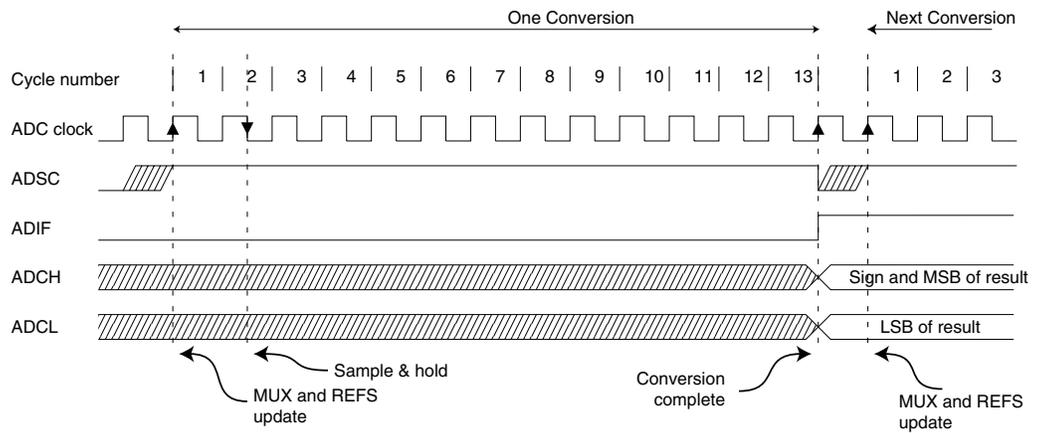 One Conversion
Next Conversion
Cycle number 1 2 3 4 5 6 7 8 9 10 11 12 13 1 2 3
ADC clock
ADSC
ADIF
ADCH
Sign and MSB of result
ADCL
LSB of result
Sample & hold
MUX and REFS
update
Conversion
complete
MUX and REFS
update